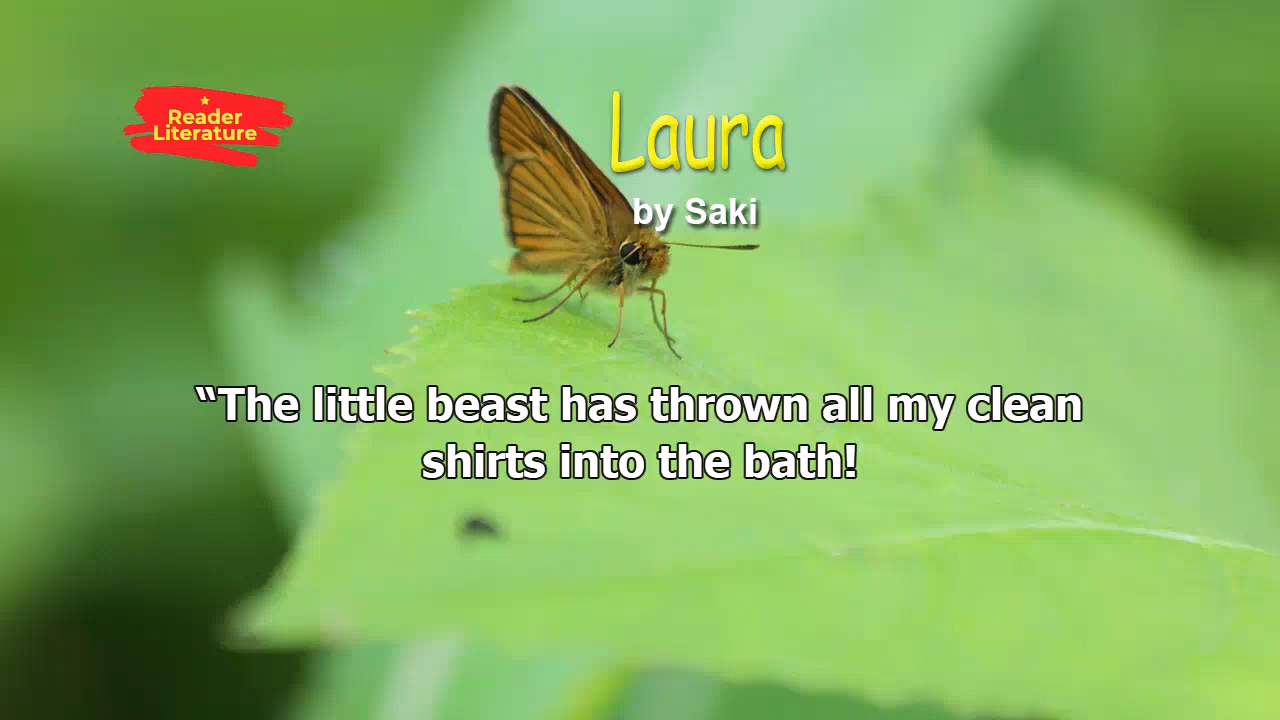 Reader
Literature
Laura
by Saki
“The little beast has thrown all my clean
shirts into the bath!